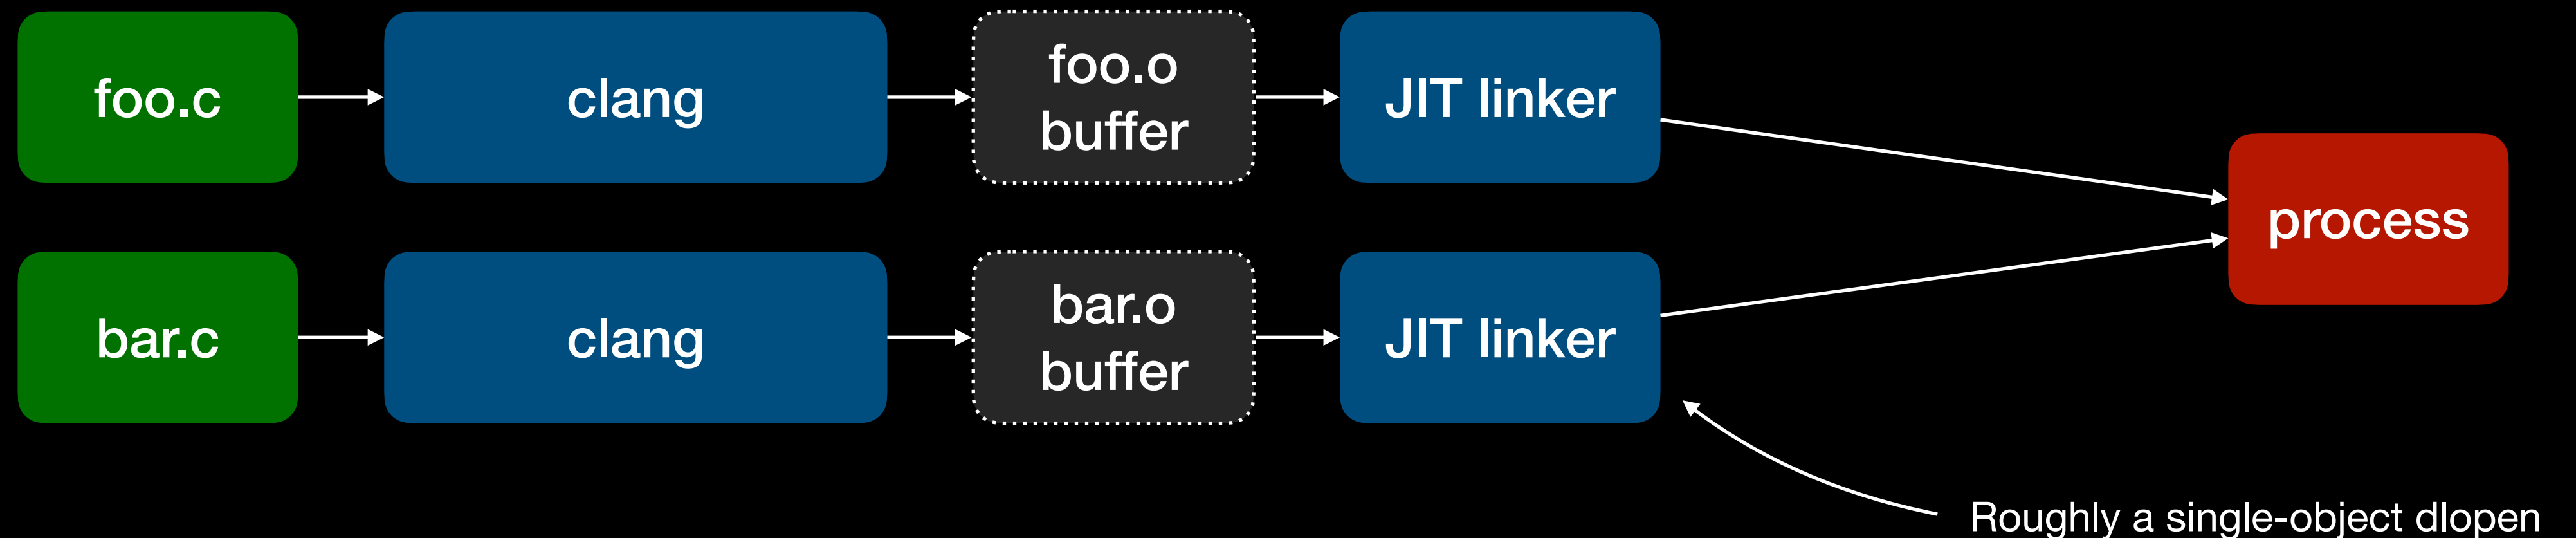 foo.c
clang
foo.o
buffer
JIT linker
process
bar.c
clang
bar.o
buffer
JIT linker
Roughly a single-object dlopen